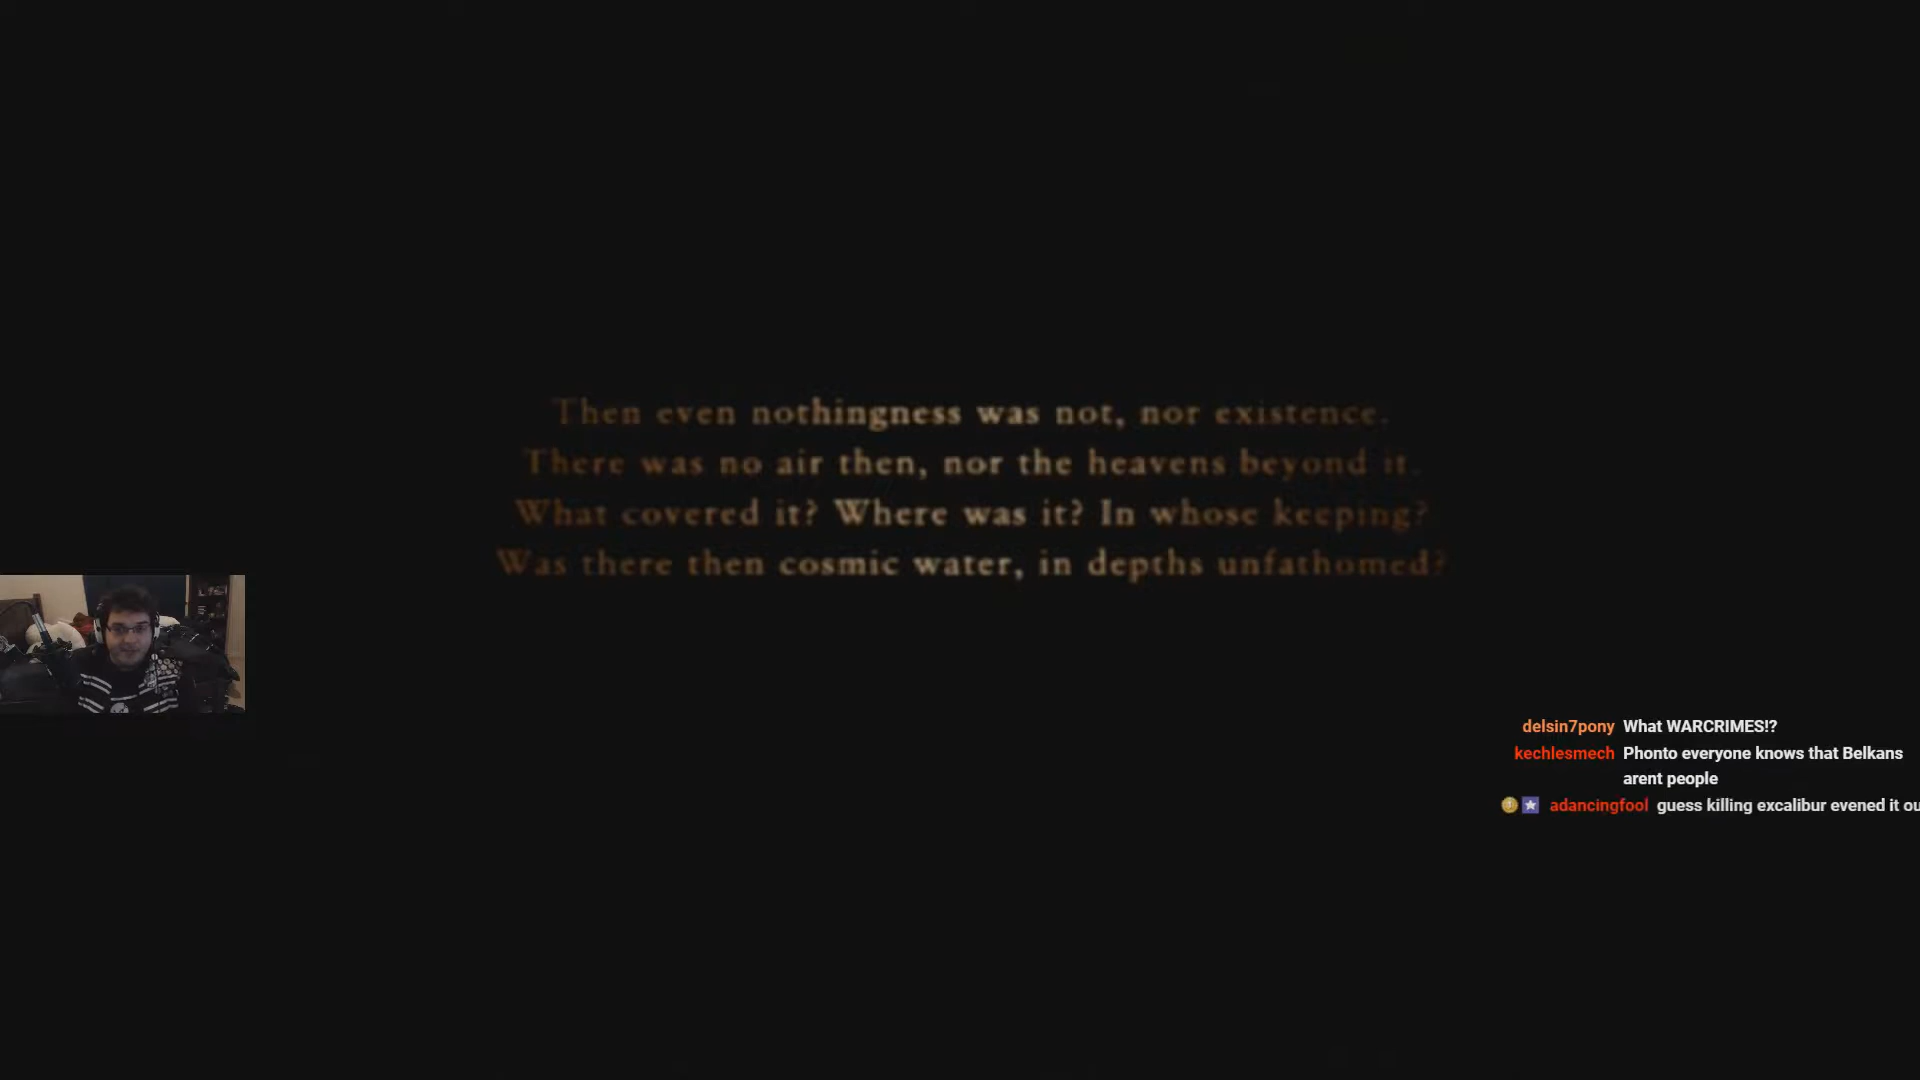 Then even nothingness was not, nor existence.
There was no air then, nor the heavens beyond it.
What covered it? Where was it? In whose keeping?
Was there then cosmic water, in depths unfathomed?
delsin7pony What WARCRIMES!?
kechlesmech Phonto everyone knows that Belkans
arent people
adancingfool guess killing excalibur evened it ou